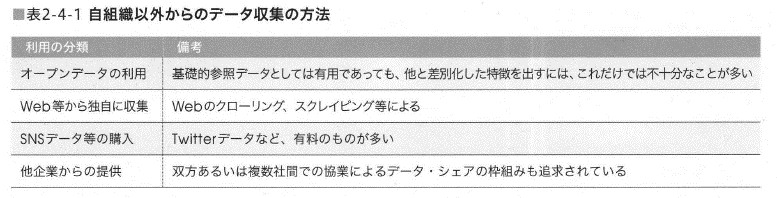 ■表2-4-1 自組織以外からのデータ収集の方法
利用の分類 備考
オープンデータの利用 基礎的参照データとしては有用であっても、他と差別化した特徴を出すには、これだけでは不十分なことが多い
Web等から独自に収集 Webのクローリング、スクレイピング等による
SNSデータ等の購入 Twitterデータなど、有料のものが多い
他企業からの提供 双方あるいは複数社間での協業によるデータ・シェアの枠組みも追求されている